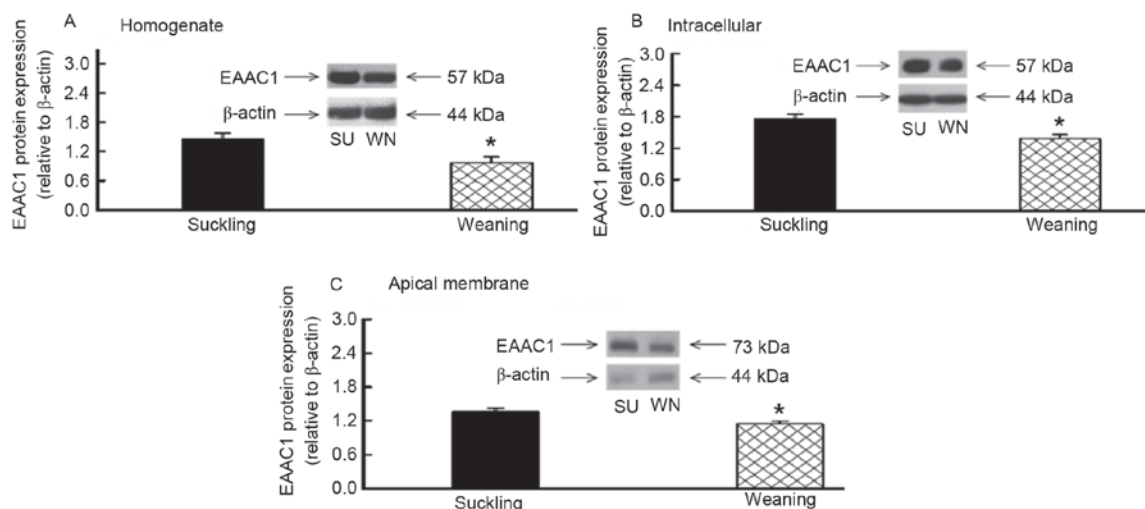 A Homogenate
EAAC1 protein expression
(relative to β-actin)
3.0
2.4
1.8
1.2
0.6
0.0
EAAC1 57 kDa
β-actin 44 kDa
SU WN
*
Suckling Weaning
B Intracellular
EAAC1 protein expression
(relative to β-actin)
3.0
2.4
1.8
1.2
0.6
0.0
EAAC1 57 kDa
β-actin 44 kDa
SU WN
*
Suckling Weaning
C Apical membrane
EAAC1 protein expression
(relative to β-actin)
3.0
2.4
1.8
1.2
0.6
0.0
EAAC1 73 kDa
β-actin 44 kDa
SU WN
*
Suckling Weaning